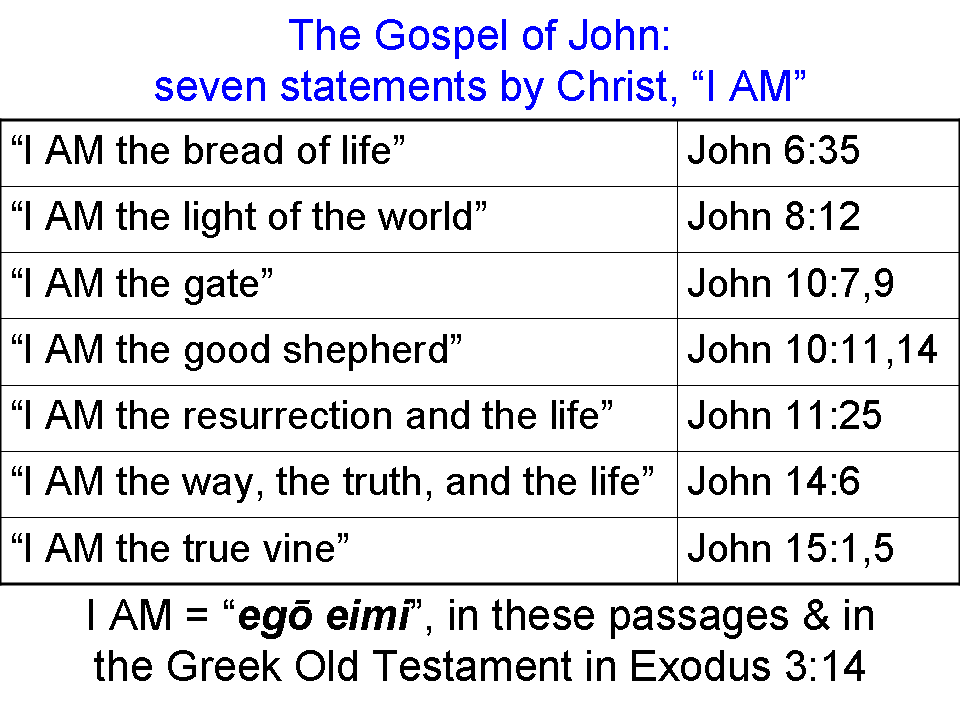 The Gospel of John:
seven statements by Christ, “I AM”
“I AM the bread of life” John 6:35
“I AM the light of the world” John 8:12
“I AM the gate” John 10:7,9
“I AM the good shepherd” John 10:11,14
“I AM the resurrection and the life” John 11:25
“I AM the way, the truth, and the life” John 14:6
“I AM the true vine” John 15:1,5
I AM = “egō eimi”, in these passages & in
the Greek Old Testament in Exodus 3:14